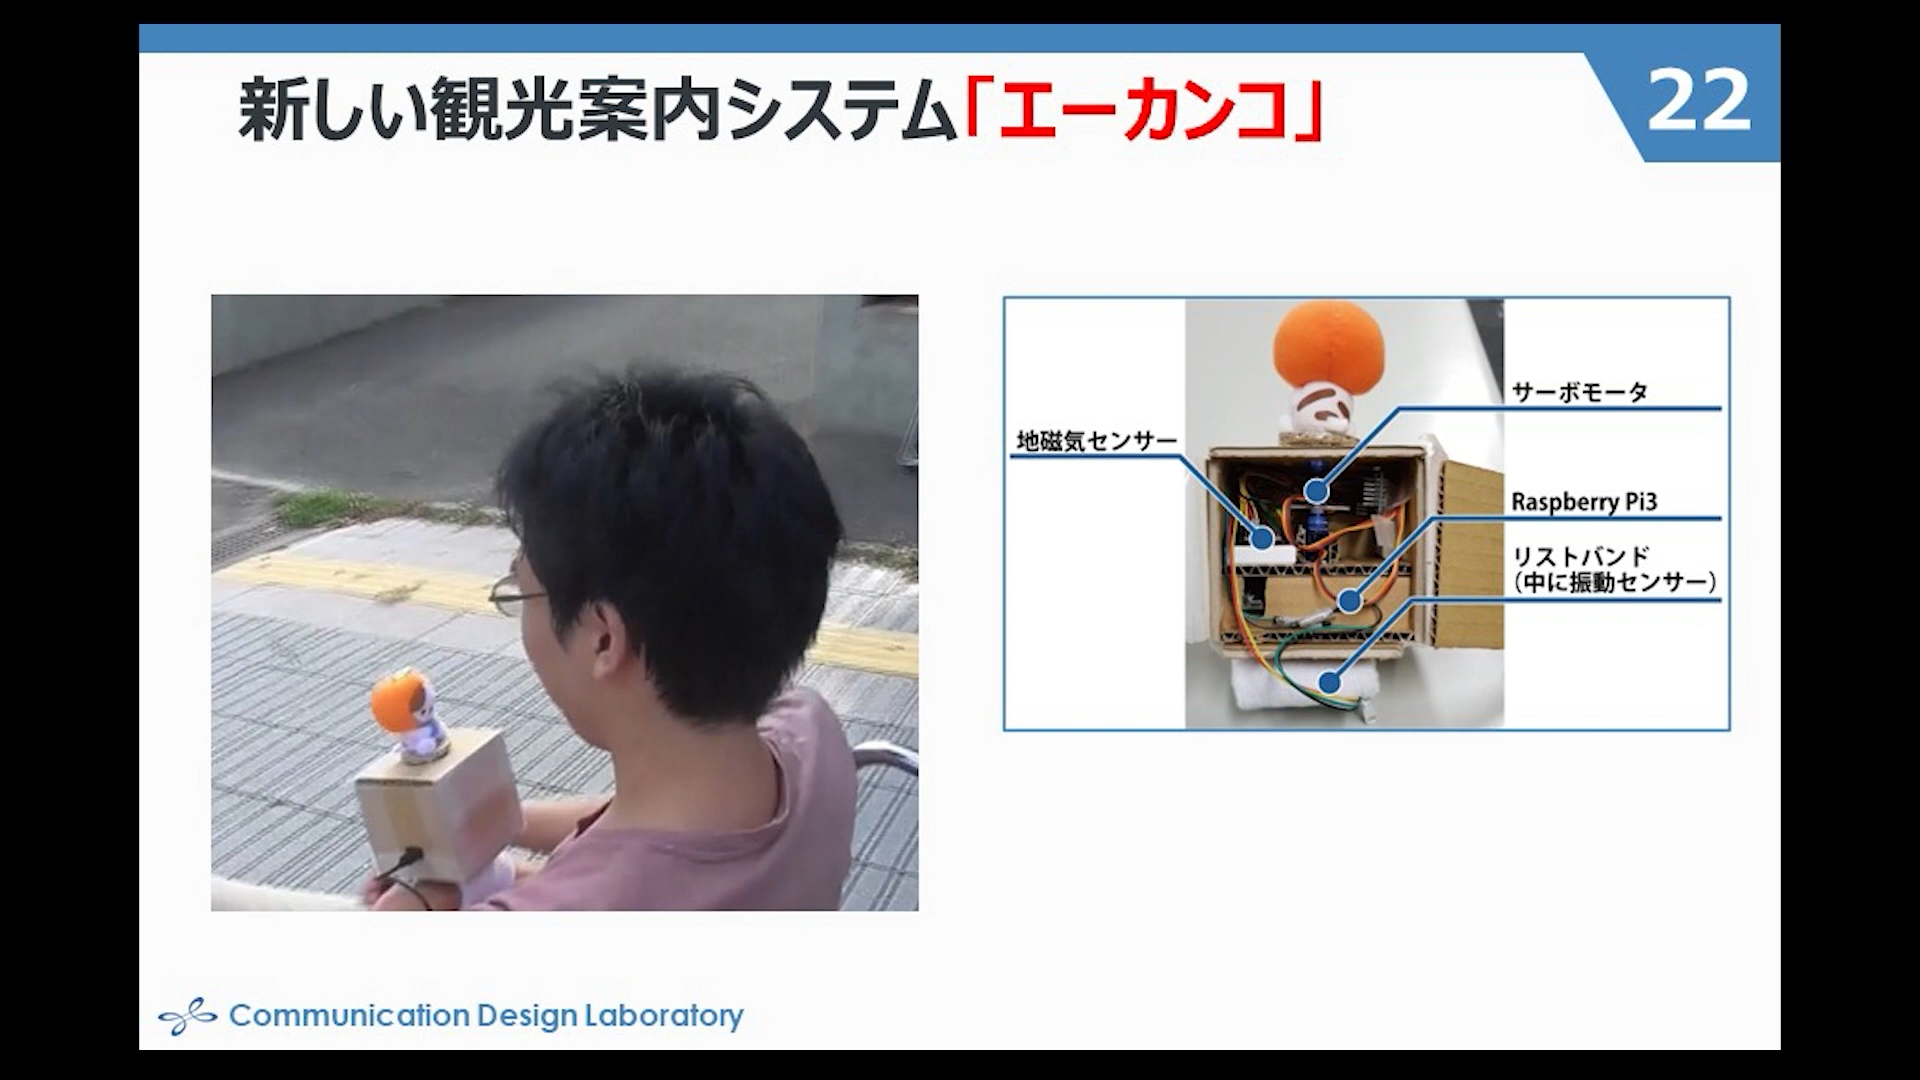 新しい観光案内システム「エーカンコ」
22
地磁気センサー
サーボモータ
Raspberry Pi3
リストバンド
(中に振動センサー)
Communication Design Laboratory